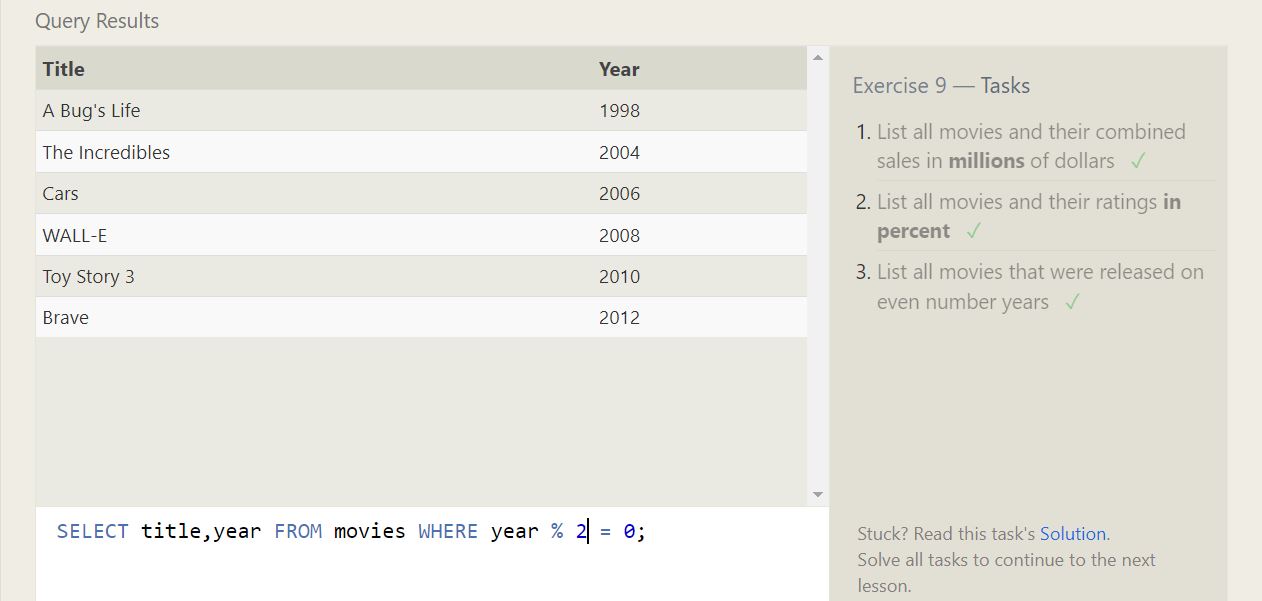 Query Results
Title Year
A Bug's Life 1998
The Incredibles 2004
Cars 2006
WALL-E 2008
Toy Story 3 2010
Brave 2012
SELECT title,year FROM movies WHERE year % 2 = 0;
Exercise 9 — Tasks
1. List all movies and their combined
sales in millions of dollars ✓
2. List all movies and their ratings in
percent ✓
3. List all movies that were released on
even number years ✓
Stuck? Read this task's Solution.
Solve all tasks to continue to the next
lesson.